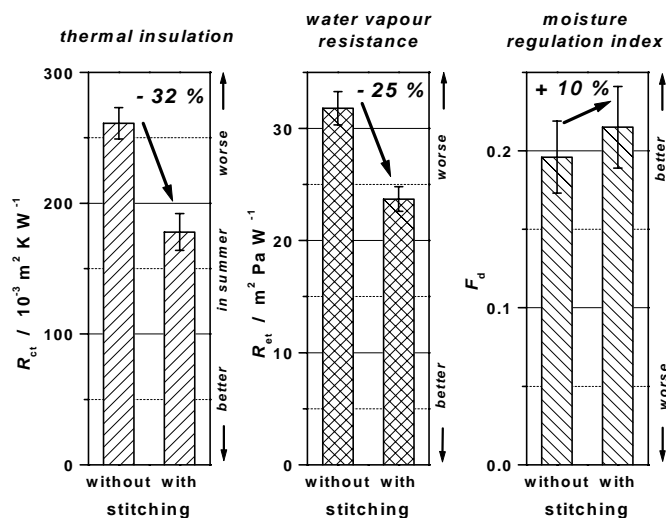 thermal insulation
300
200
100
0
R_ct / 10⁻³ m² K W⁻¹
- 32 %
worse
in summer
better
without with
stitching
water vapour
resistance
30
20
10
0
R_et / m² Pa W⁻¹
- 25 %
worse
better
without with
stitching
moisture
regulation index
0.2
0.1
0.0
F_d
+ 10 %
better
worse
without with
stitching